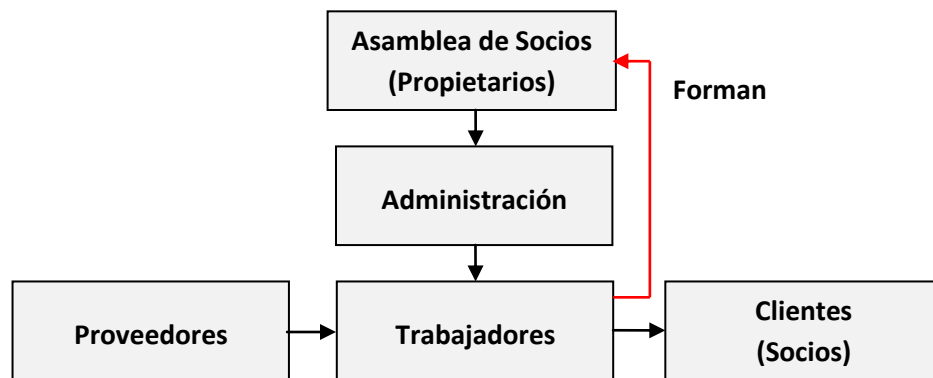 Asamblea de Socios
(Propietarios)
Forman
Administración
Proveedores
Trabajadores
Clientes
(Socios)